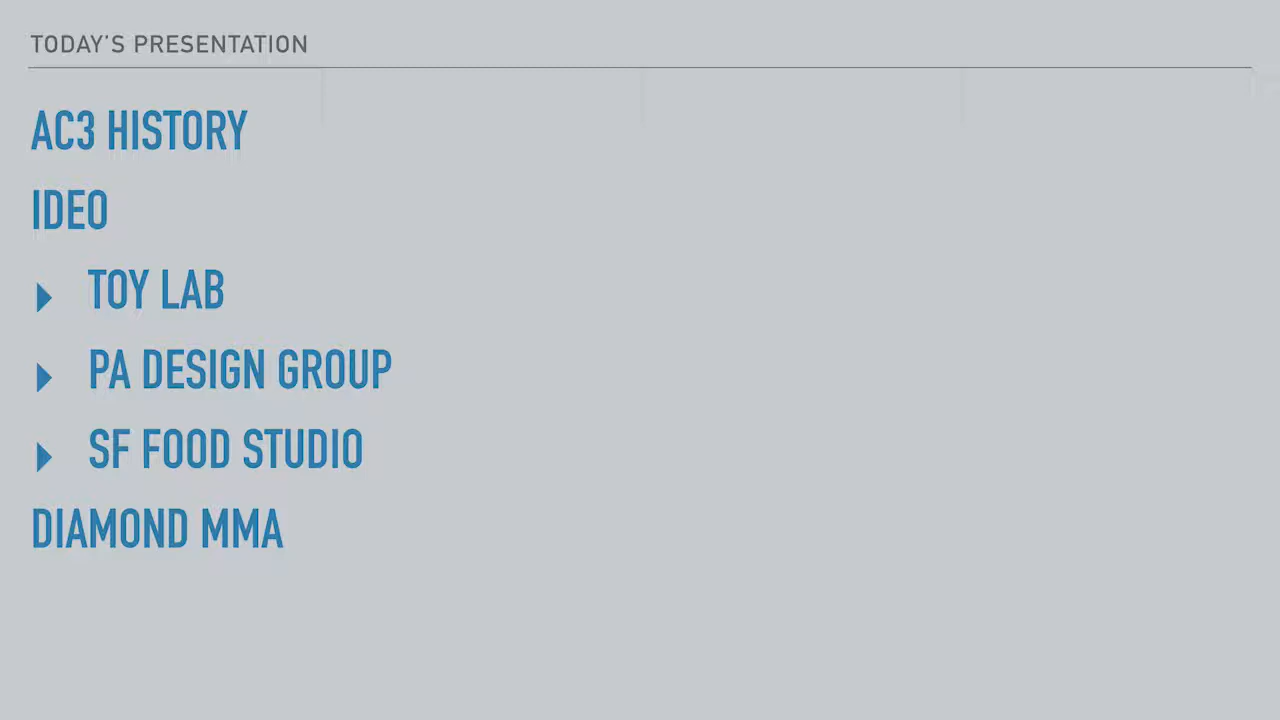 TODAY’S PRESENTATION
AC3 HISTORY
IDEO
TOY LAB
PA DESIGN GROUP
SF FOOD STUDIO
DIAMOND MMA